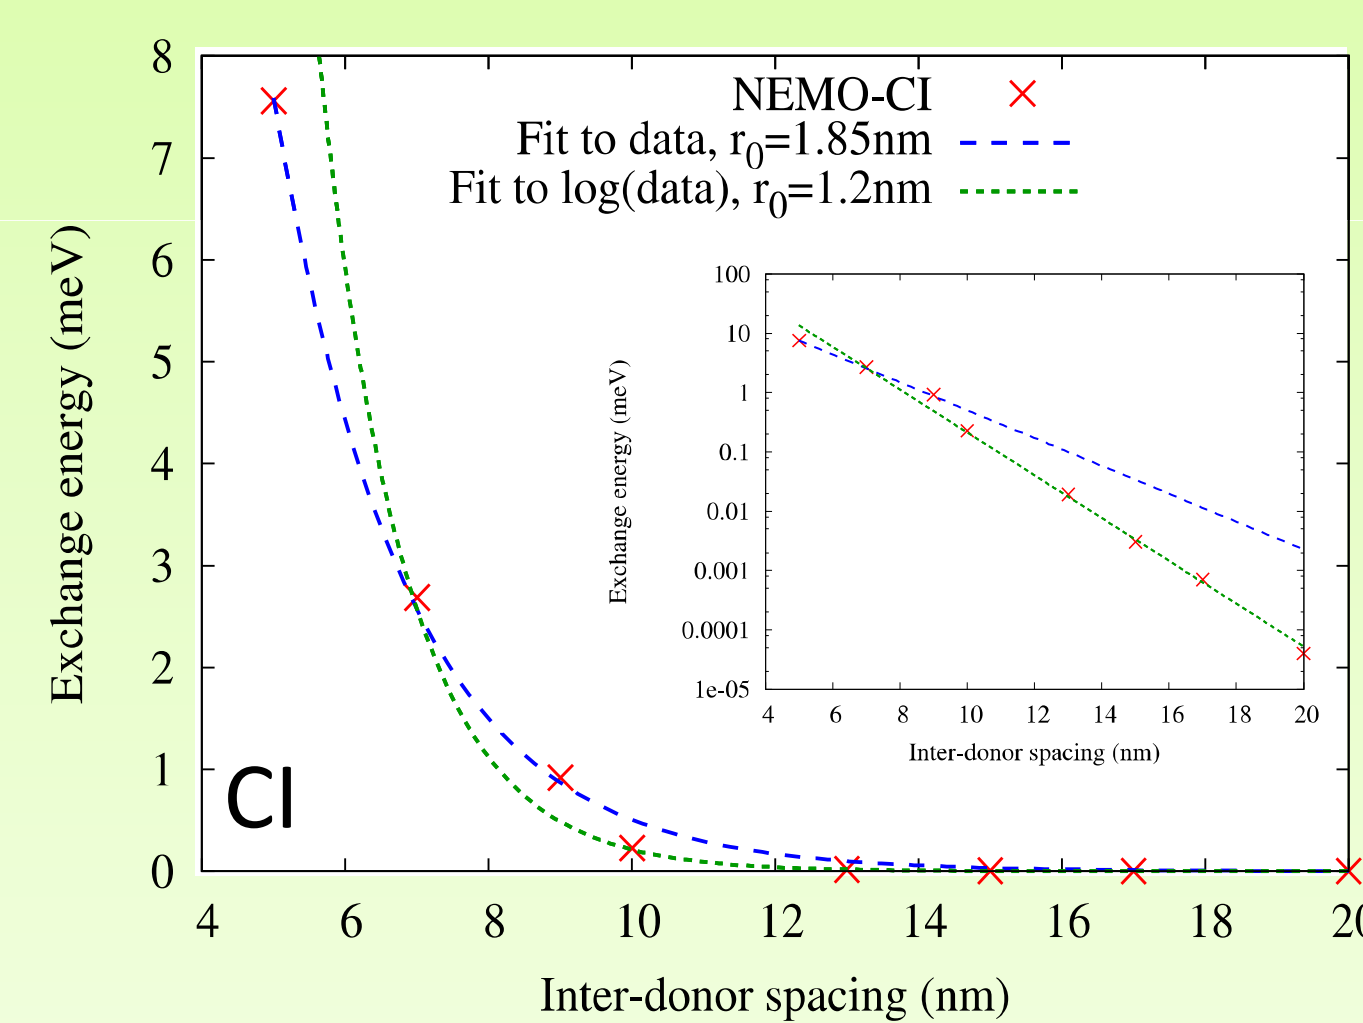 NEMO-CI
Fit to data, r0=1.85nm
Fit to log(data), r0=1.2nm
8
7
6
5
4
3
2
1
0
Exchange energy (meV)
CI
4 6 8 10 12 14 16 18 20
Inter-donor spacing (nm)
100
10
1
0.1
0.01
0.001
0.0001
1e-05
Exchange energy (meV)
4 6 8 10 12 14 16 18 20
Inter-donor spacing (nm)